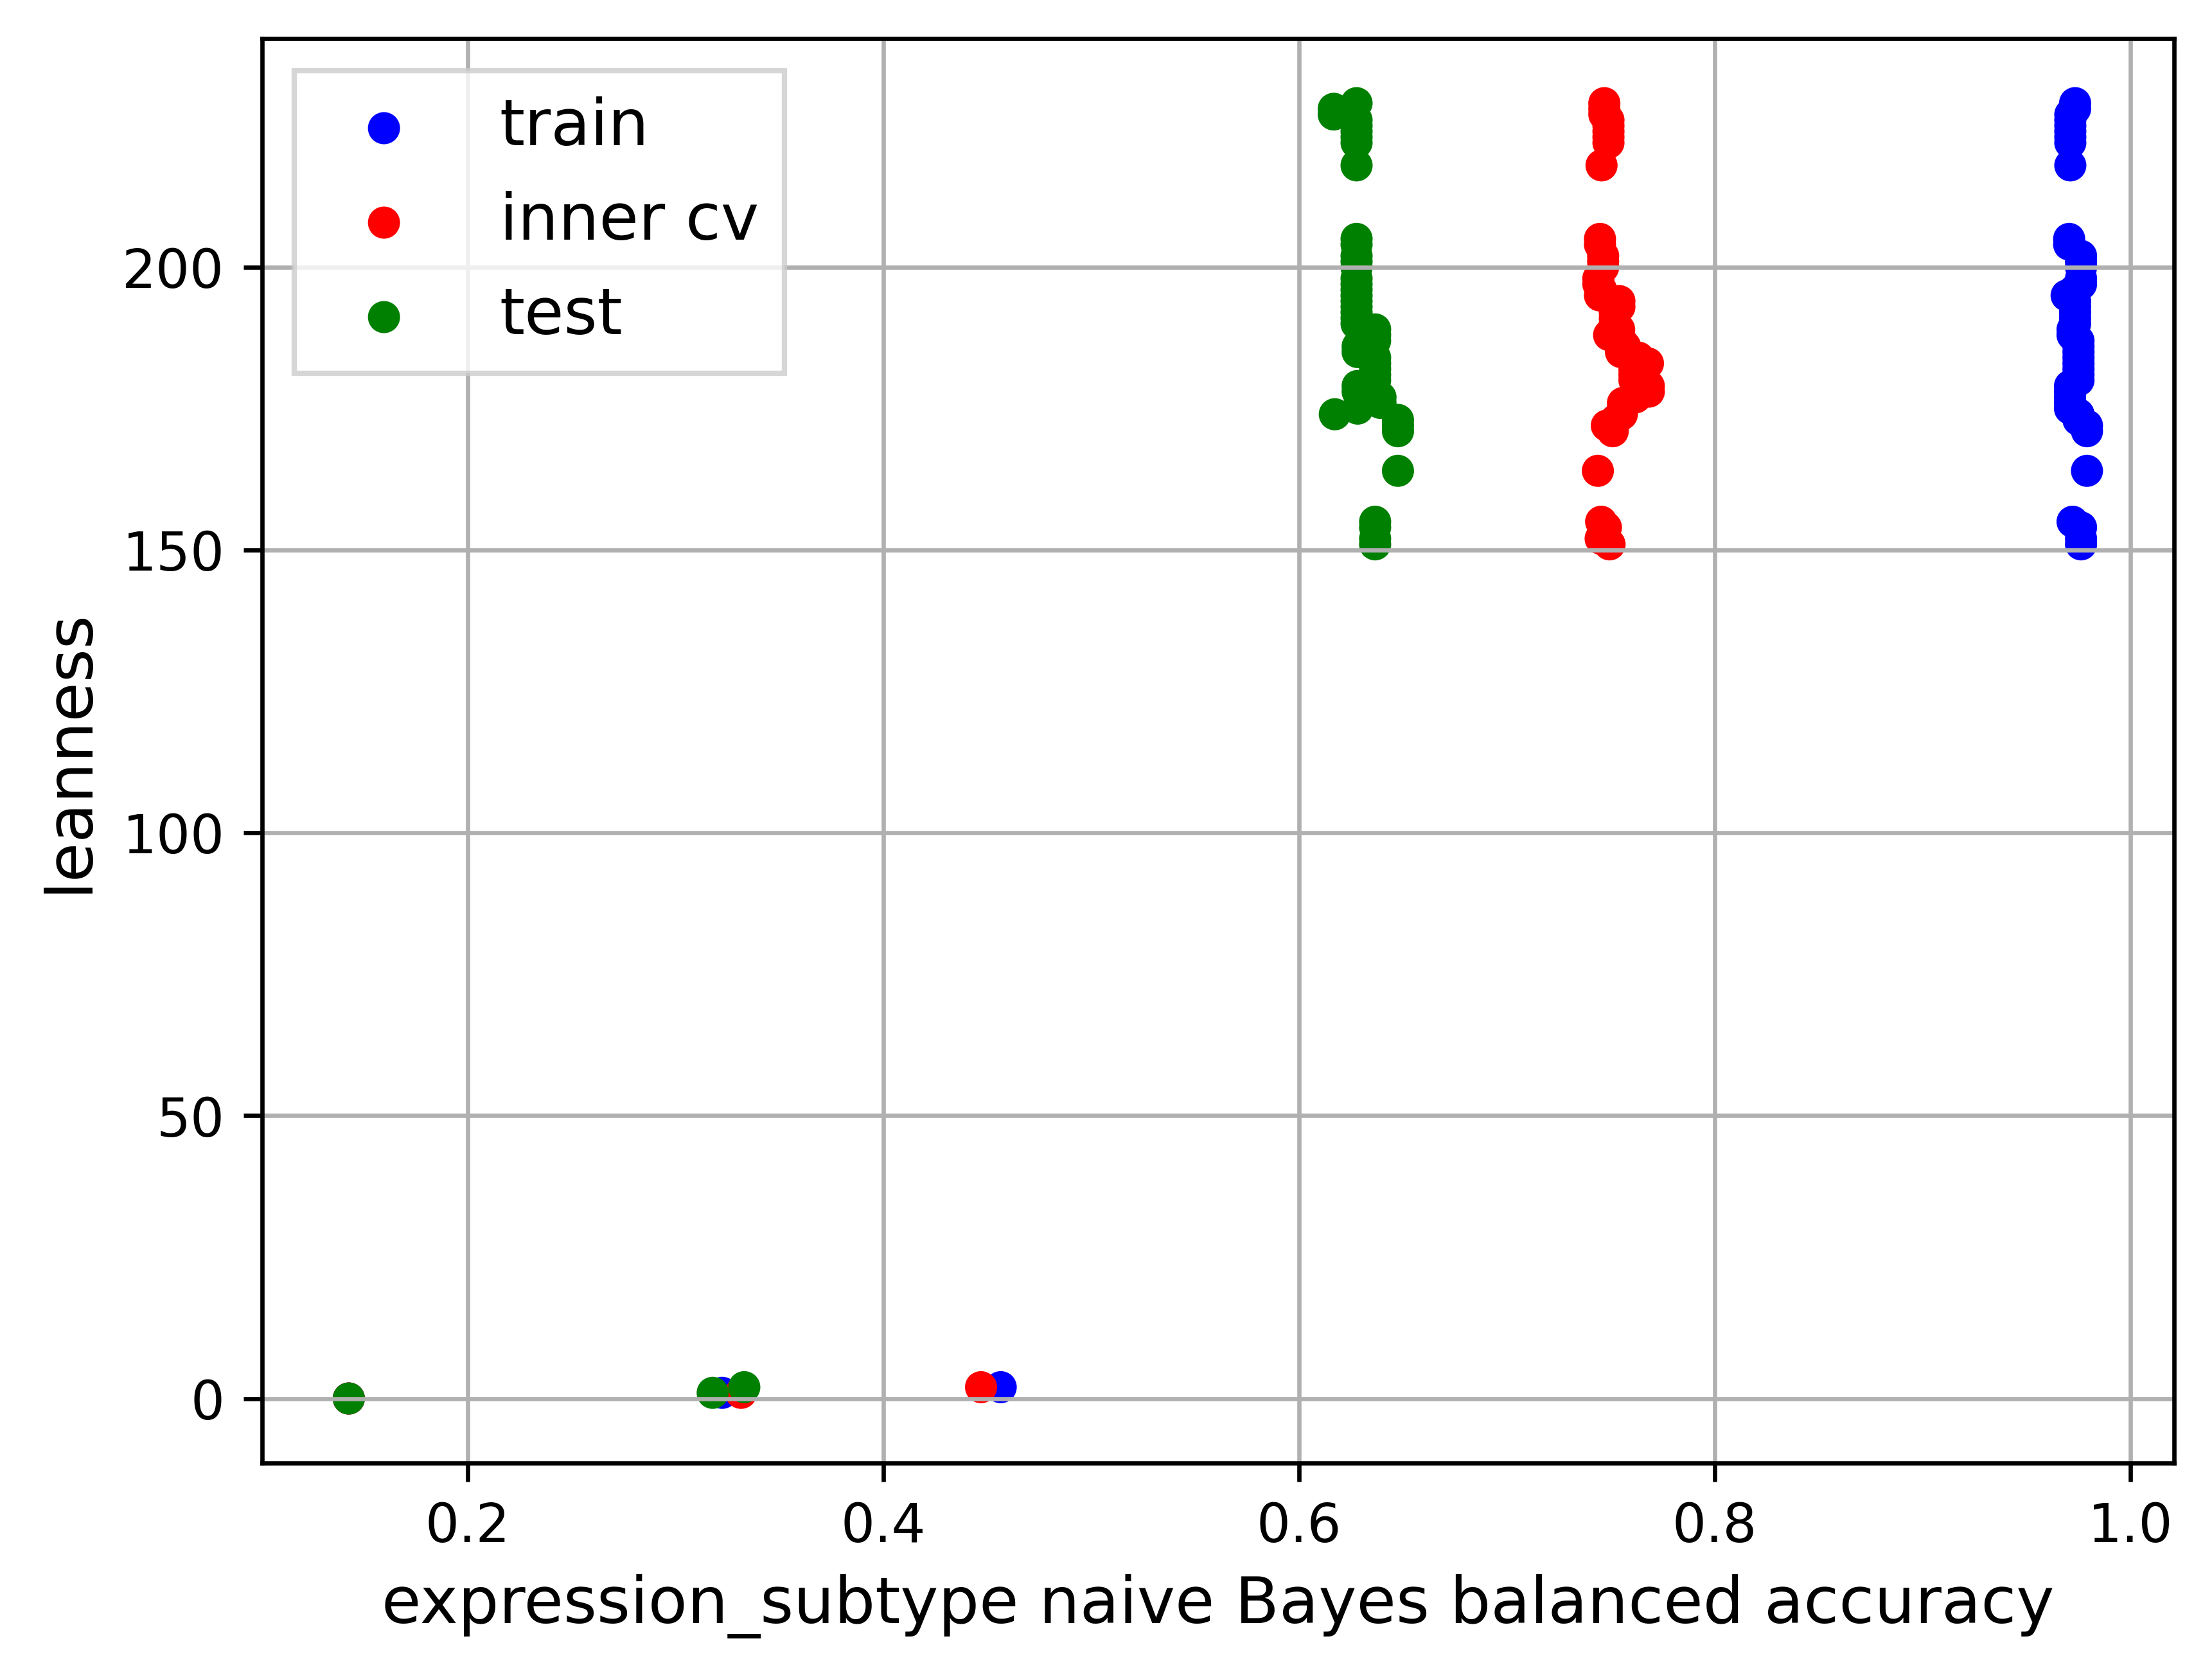 train
inner cv
test
200
150
100
50
0
leanness
0.2 0.4 0.6 0.8 1.0
expression_subtype naive Bayes balanced accuracy